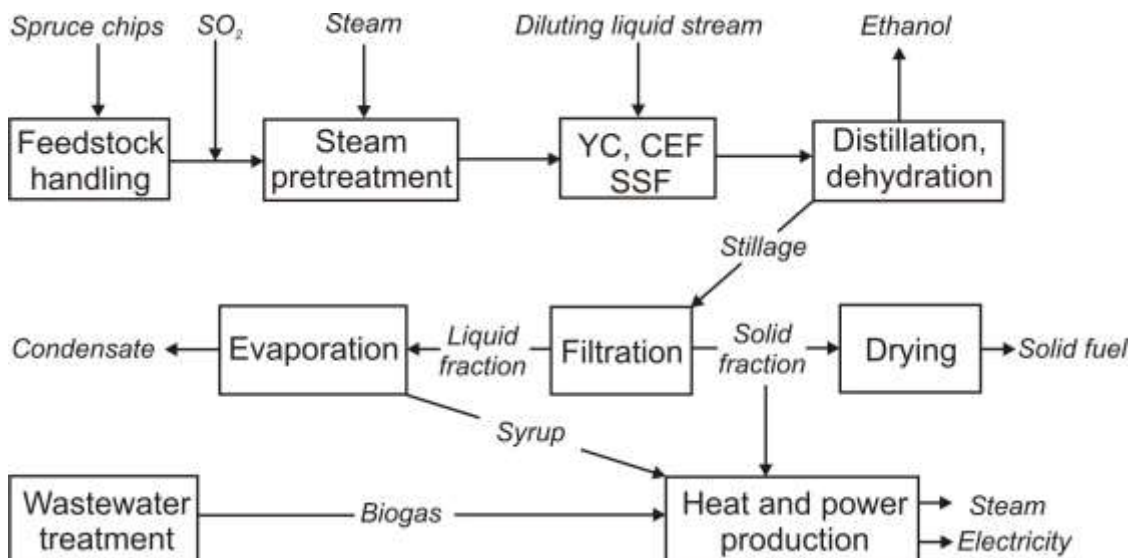 Spruce chips
SO2
Steam
Diluting liquid stream
Ethanol
Feedstock
handling
Steam
pretreatment
YC, CEF
SSF
Distillation,
dehydration
Stillage
Condensate
Evaporation
Liquid
fraction
Filtration
Solid
fraction
Drying
Solid fuel
Syrup
Wastewater
treatment
Biogas
Heat and power
production
Steam
Electricity